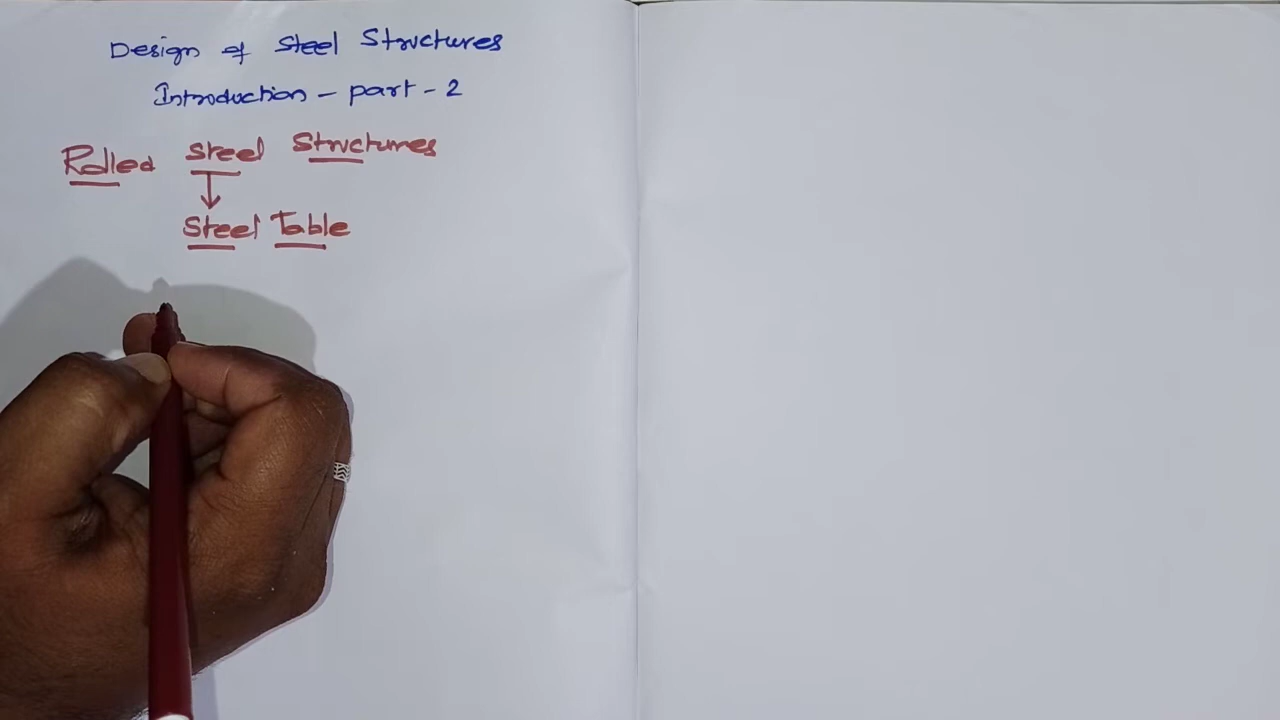 Design of Steel Structures
Introduction - part - 2
Rolled Steel Structures
Steel Table